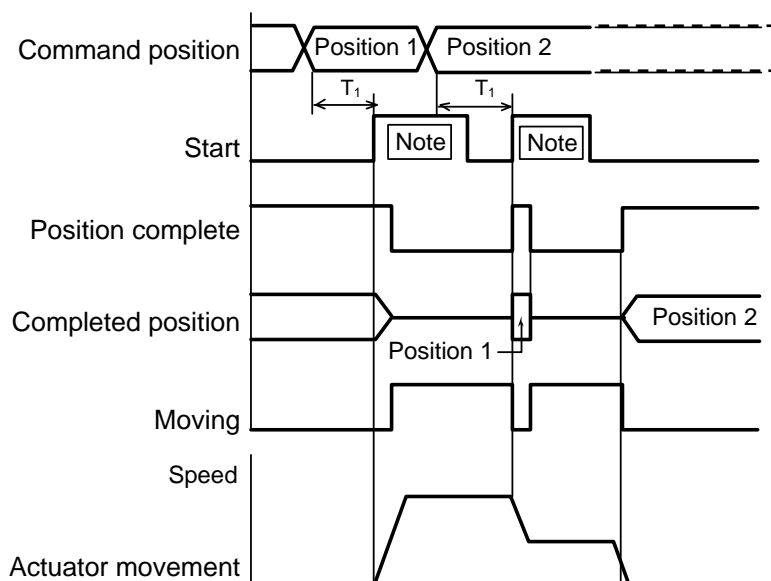 Command position
Position 1
Position 2
T₁
T₁
Start
Note
Note
Position complete
Completed position
Position 1
Position 2
Moving
Speed
Actuator movement